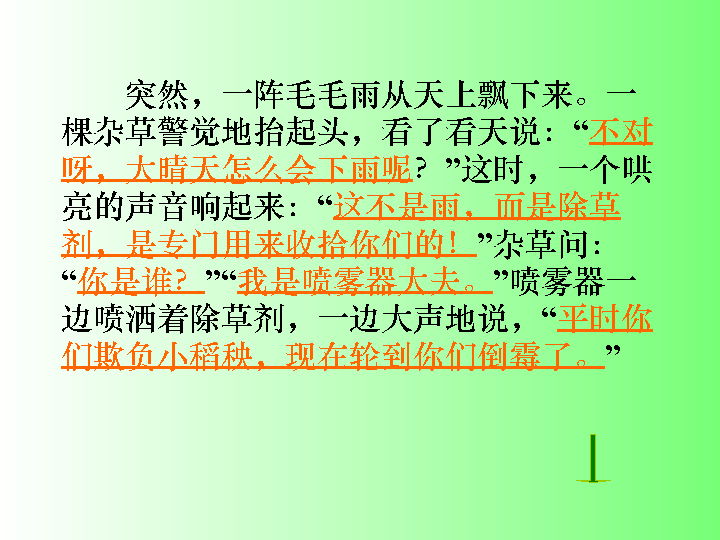 突然，一阵毛毛雨从天上飘下来。一
棵杂草警觉地抬起头，看了看天说：“不对
呀，大晴天怎么会下雨呢？”这时，一个哄
亮的声音响起来：“这不是雨，而是除草
剂，是专门用来收拾你们的！”杂草问：
“你是谁？”“我是喷雾器大夫。”喷雾器一
边喷洒着除草剂，一边大声地说，“平时你
们欺负小稻秧，现在轮到你们倒霉了。”